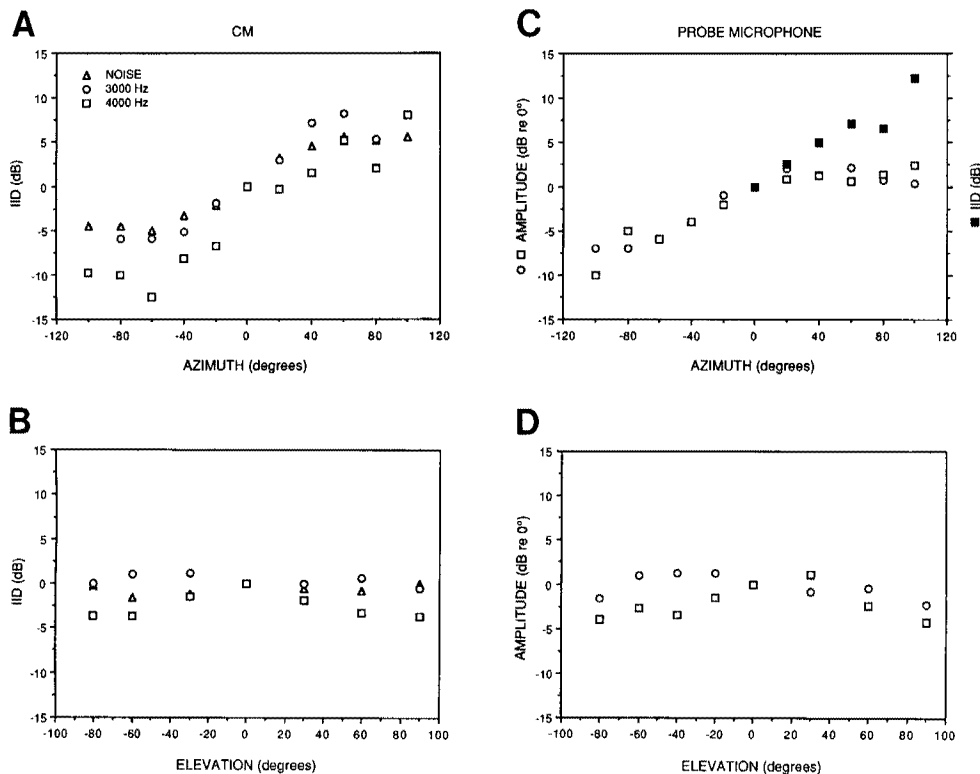 A
CM
NOISE
3000 Hz
4000 Hz
15
10
5
0
-5
-10
-15
IID (dB)
-120 -80 -40 0 40 80 120
AZIMUTH (degrees)
C
PROBE MICROPHONE
15
10
5
0
-5
-10
-15
AMPLITUDE (dB re 0°)
IID (dB)
-120 -80 -40 0 40 80 120
AZIMUTH (degrees)
B
15
10
5
0
-5
-10
-15
IID (dB)
-100 -80 -60 -40 -20 0 20 40 60 80 100
ELEVATION (degrees)
D
15
10
5
0
-5
-10
-15
AMPLITUDE (dB re 0°)
-100 -80 -60 -40 -20 0 20 40 60 80 100
ELEVATION (degrees)